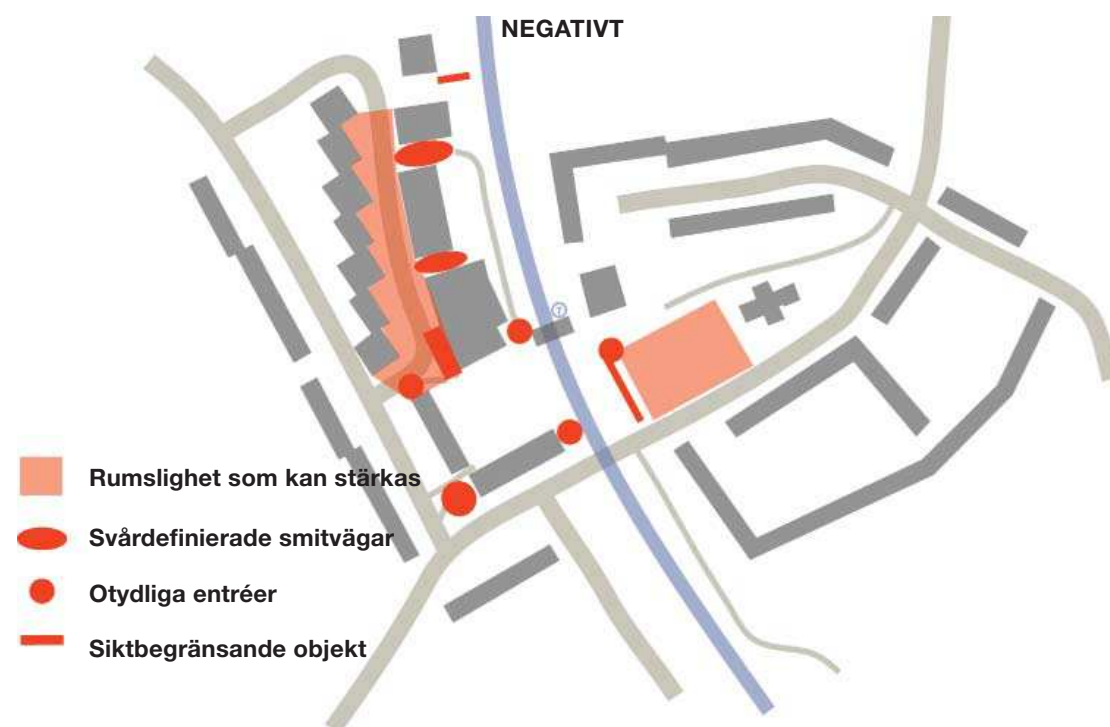 NEGATIVT
T
Rumslighet som kan stärkas
Svårdefinierade smitvägar
Otydliga entréer
Siktbegränsande objekt